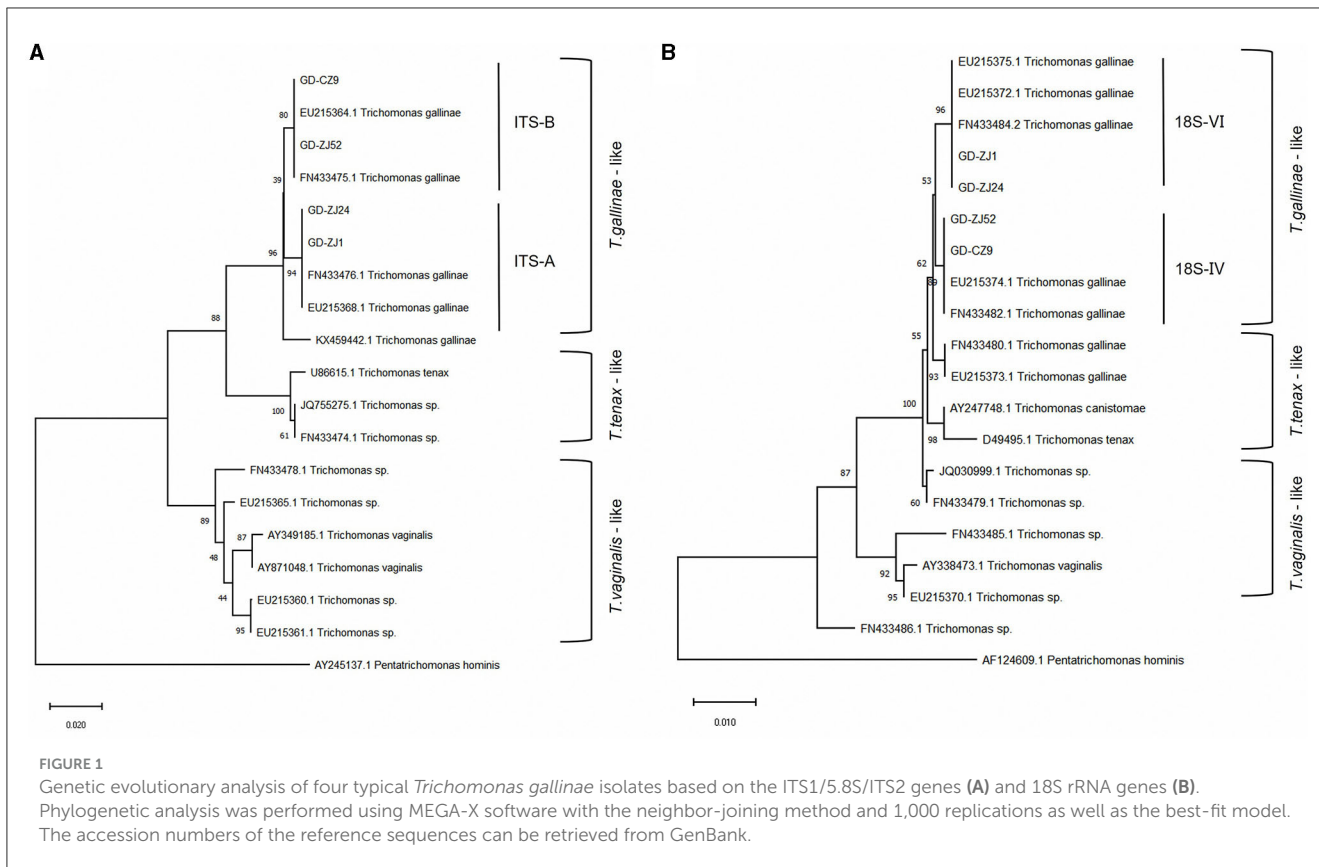 A
GD-CZ9
80
EU215364.1 Trichomonas gallinae
ITS-B
GD-ZJ52
39
FN433475.1 Trichomonas gallinae
GD-ZJ24
T.gallinae - like
GD-ZJ1
96
94
FN433476.1 Trichomonas gallinae
ITS-A
EU215368.1 Trichomonas gallinae
88
KX459442.1 Trichomonas gallinae
U86615.1 Trichomonas tenax
JQ755275.1 Trichomonas sp.
100
T.tenax - like
61
FN433474.1 Trichomonas sp.
FN433478.1 Trichomonas sp.
EU215365.1 Trichomonas sp.
89
87
AY349185.1 Trichomonas vaginalis
48
AY871048.1 Trichomonas vaginalis
T.vaginalis - like
44
EU215360.1 Trichomonas sp.
95
EU215361.1 Trichomonas sp.
AY245137.1 Pentatrichomonas hominis
0.020
B
EU215375.1 Trichomonas gallinae
EU215372.1 Trichomonas gallinae
96
FN433484.2 Trichomonas gallinae
18S-VI
GD-ZJ1
53
GD-ZJ24
T.gallinae - like
GD-ZJ52
GD-CZ9
62
89
EU215374.1 Trichomonas gallinae
18S-IV
FN433482.1 Trichomonas gallinae
55
FN433480.1 Trichomonas gallinae
93
EU215373.1 Trichomonas gallinae
100
AY247748.1 Trichomonas canistomae
T.tenax - like
98
D49495.1 Trichomonas tenax
87
JQ030999.1 Trichomonas sp.
60
FN433479.1 Trichomonas sp.
FN433485.1 Trichomonas sp.
T.vaginalis - like
92
AY338473.1 Trichomonas vaginalis
95
EU215370.1 Trichomonas sp.
FN433486.1 Trichomonas sp.
AF124609.1 Pentatrichomonas hominis
0.010
FIGURE 1
Genetic evolutionary analysis of four typical Trichomonas gallinae isolates based on the ITS1/5.8S/ITS2 genes (A) and 18S rRNA genes (B).
Phylogenetic analysis was performed using MEGA-X software with the neighbor-joining method and 1,000 replications as well as the best-fit model.
The accession numbers of the reference sequences can be retrieved from GenBank.